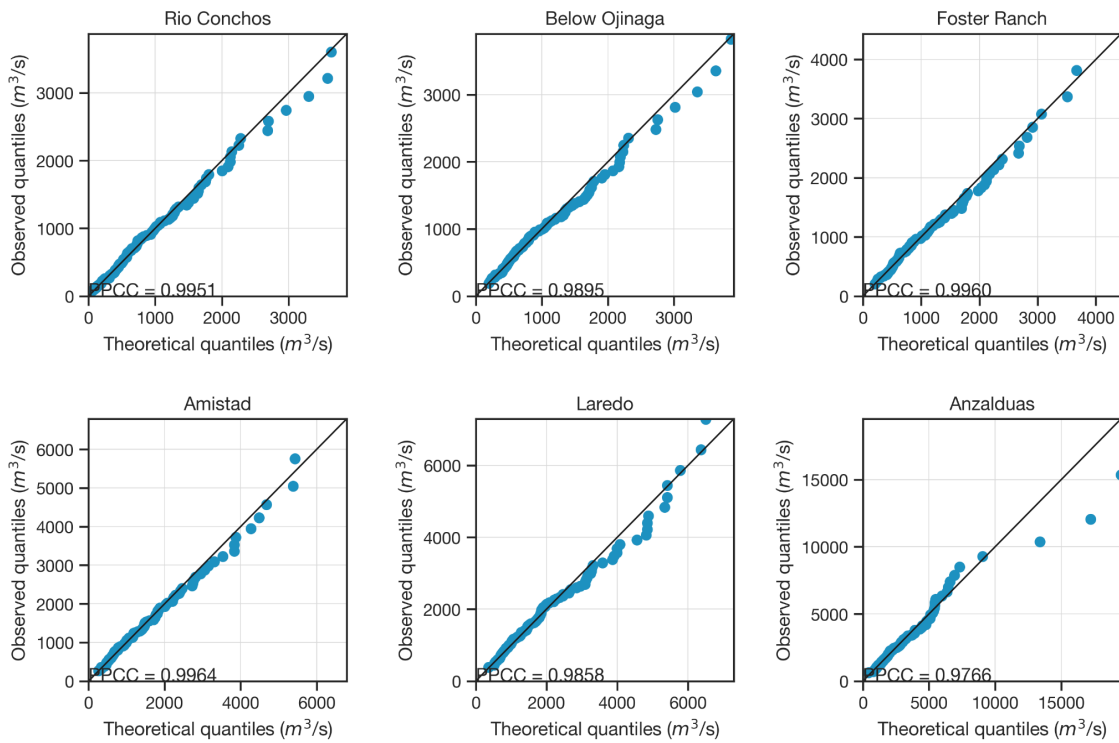 Rio Conchos
Observed quantiles (m³/s)
3000
2000
1000
0
PPCC = 0.9951
0 1000 2000 3000
Theoretical quantiles (m³/s)
Below Ojinaga
Observed quantiles (m³/s)
3000
2000
1000
0
PPCC = 0.9895
0 1000 2000 3000
Theoretical quantiles (m³/s)
Foster Ranch
Observed quantiles (m³/s)
4000
3000
2000
1000
0
PPCC = 0.9960
0 1000 2000 3000 4000
Theoretical quantiles (m³/s)
Amistad
Observed quantiles (m³/s)
6000
5000
4000
3000
2000
1000
0
PPCC = 0.9964
0 2000 4000 6000
Theoretical quantiles (m³/s)
Laredo
Observed quantiles (m³/s)
6000
4000
2000
0
PPCC = 0.9858
0 2000 4000 6000
Theoretical quantiles (m³/s)
Anzalduas
Observed quantiles (m³/s)
15000
10000
5000
0
PPCC = 0.9766
0 5000 10000 15000
Theoretical quantiles (m³/s)